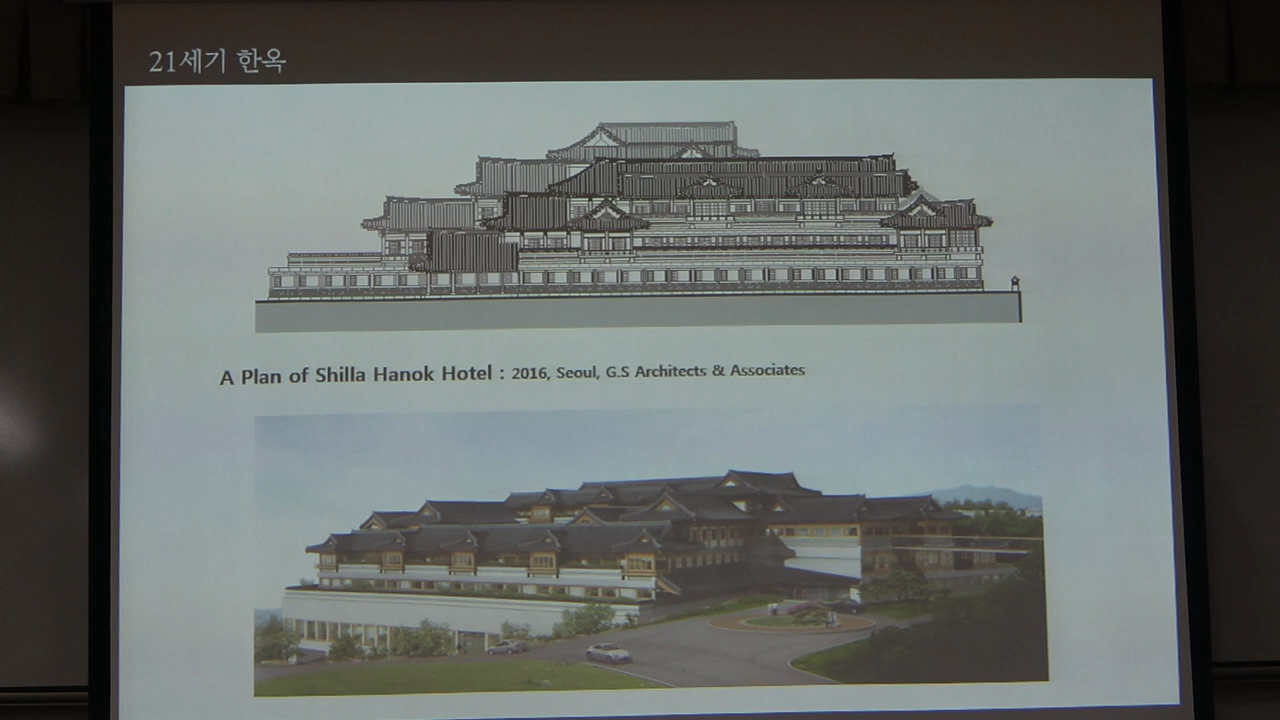 21세기 한옥
A Plan of Shilla Hanok Hotel : 2016, Seoul, G.S Architects & Associates